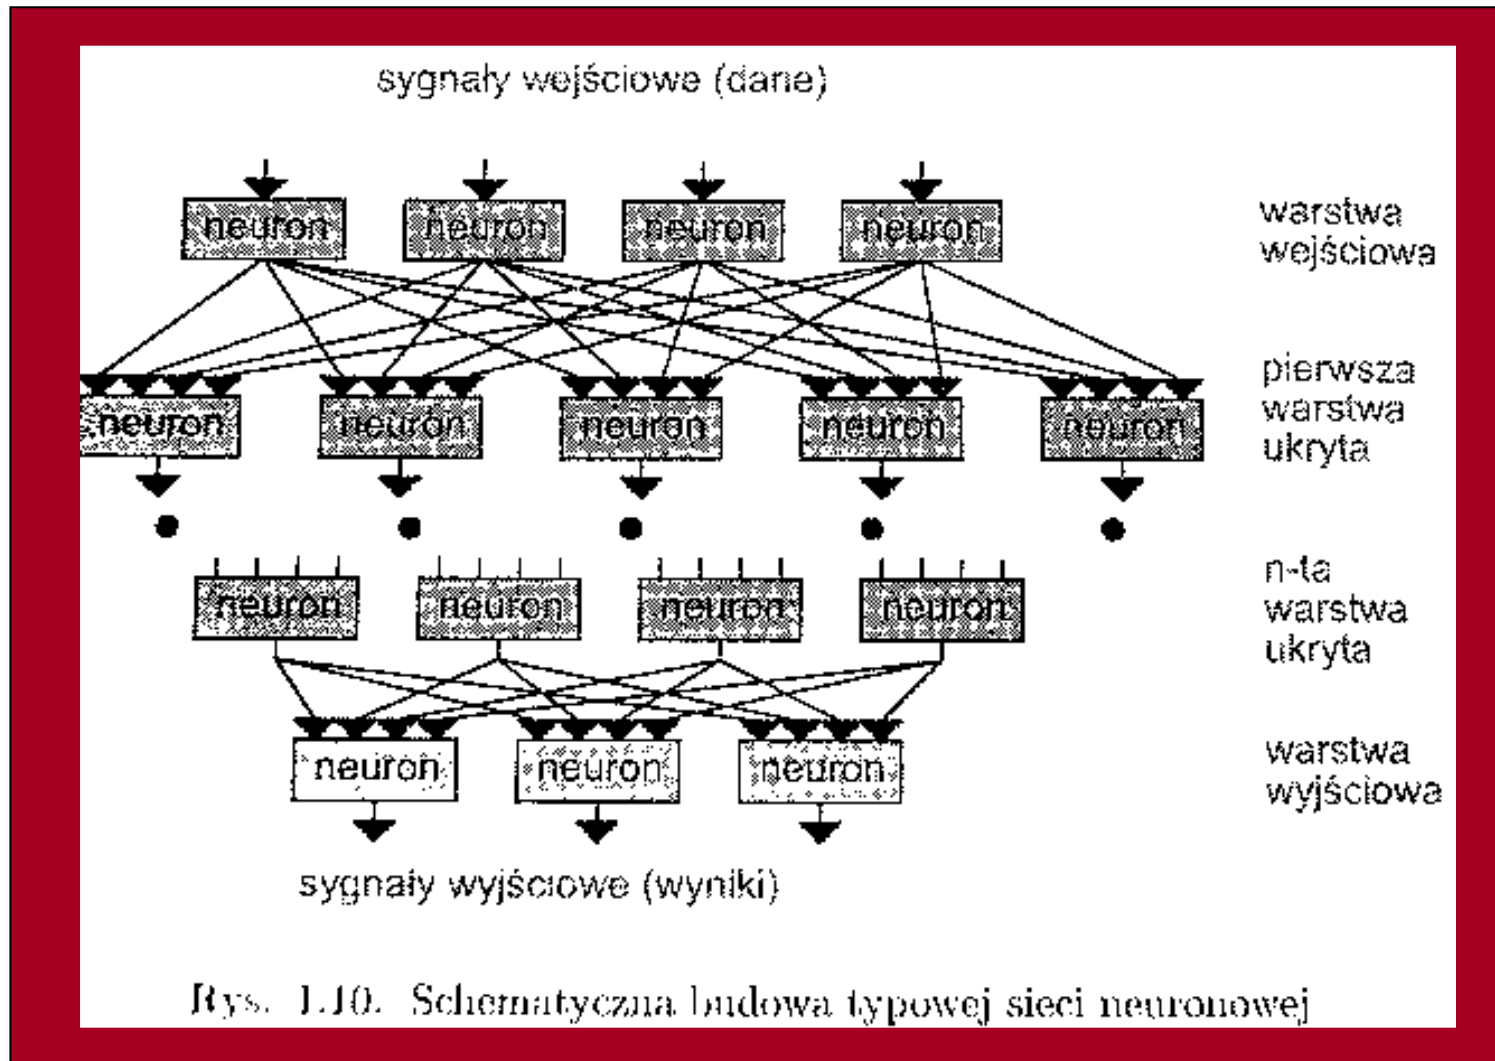 sygnały wejściowe (dane)
neuron neuron neuron neuron
warstwa
wejściowa
pierwsza
warstwa
ukryta
neuron neuron neuron neuron neuron
n-ta
warstwa
ukryta
neuron neuron neuron neuron
warstwa
wyjściowa
neuron neuron neuron
sygnały wyjściowe (wyniki)
Rys. 1.10. Schematyczna budowa typowej sieci neuronowej